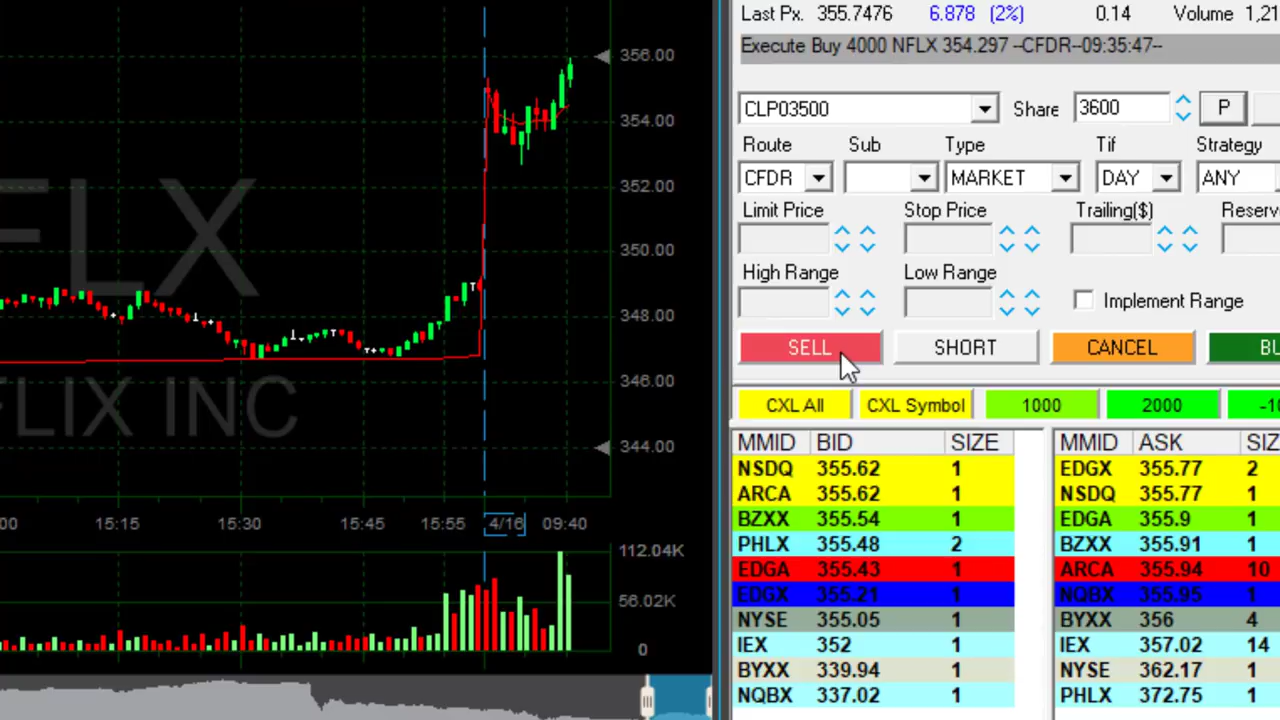 Last Px. 355.7476 6.878 (2%) 0.14 Volume 1,21
Execute Buy 4000 NFLX 354.297 --CFDR--09:35:47--
CLP03500 Share 3600 P
Route Sub Type Tif Strategy
CFDR MARKET DAY ANY
Limit Price Stop Price Trailing($) Reserv
High Range Low Range
Implement Range
SELL SHORT CANCEL BU
CXL All CXL Symbol 1000 2000 -10
MMID BID SIZE MMID ASK SIZ
NSDQ 355.62 1 EDGX 355.77 2
ARCA 355.62 1 NSDQ 355.77 1
BZXX 355.54 1 EDGA 355.9 1
PHLX 355.48 2 BZXX 355.91 1
EDGA 355.43 1 ARCA 355.94 10
EDGX 355.21 1 NQBX 355.95 1
NYSE 355.05 1 BYXX 356 4
IEX 352 1 IEX 357.02 14
BYXX 339.94 1 NYSE 362.17 1
NQBX 337.02 1 PHLX 372.75 1
356.00
354.00
352.00
350.00
348.00
346.00
344.00
FLX
FLIX INC
00 15:15 15:30 15:45 15:55 4/16 09:40
112.04K
56.02K
0